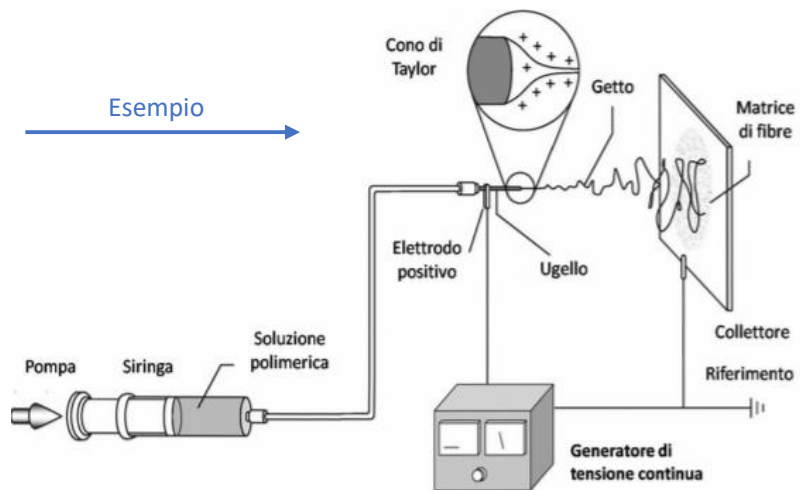 Cono di
Taylor
Esempio
Getto
Matrice
di fibre
Elettrodo
positivo
Ugello
Collettore
Pompa
Siringa
Soluzione
polimerica
Riferimento
Generatore di
tensione continua